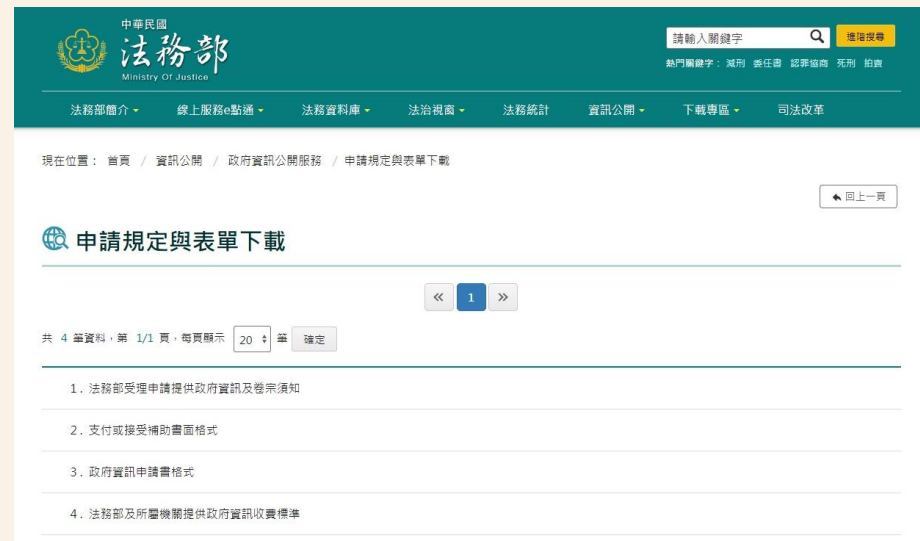 中華民國
法務部
Ministry Of Justice
請輸入關鍵字
進階搜尋
熱門關鍵字： 減刑 委任書 認罪協商 死刑 拍賣
法務部簡介 線上服務e點通 法務資料庫 法治視窗 法務統計 資訊公開 下載專區 司法改革
現在位置： 首頁 / 資訊公開 / 政府資訊公開服務 / 申請規定與表單下載
回上一頁
申請規定與表單下載
« 1 »
共 4 筆資料，第 1/1 頁，每頁顯示 20 筆 確定
1. 法務部受理申請提供政府資訊及卷宗須知
2. 支付或接受補助書面格式
3. 政府資訊申請書格式
4. 法務部及所屬機關提供政府資訊收費標準